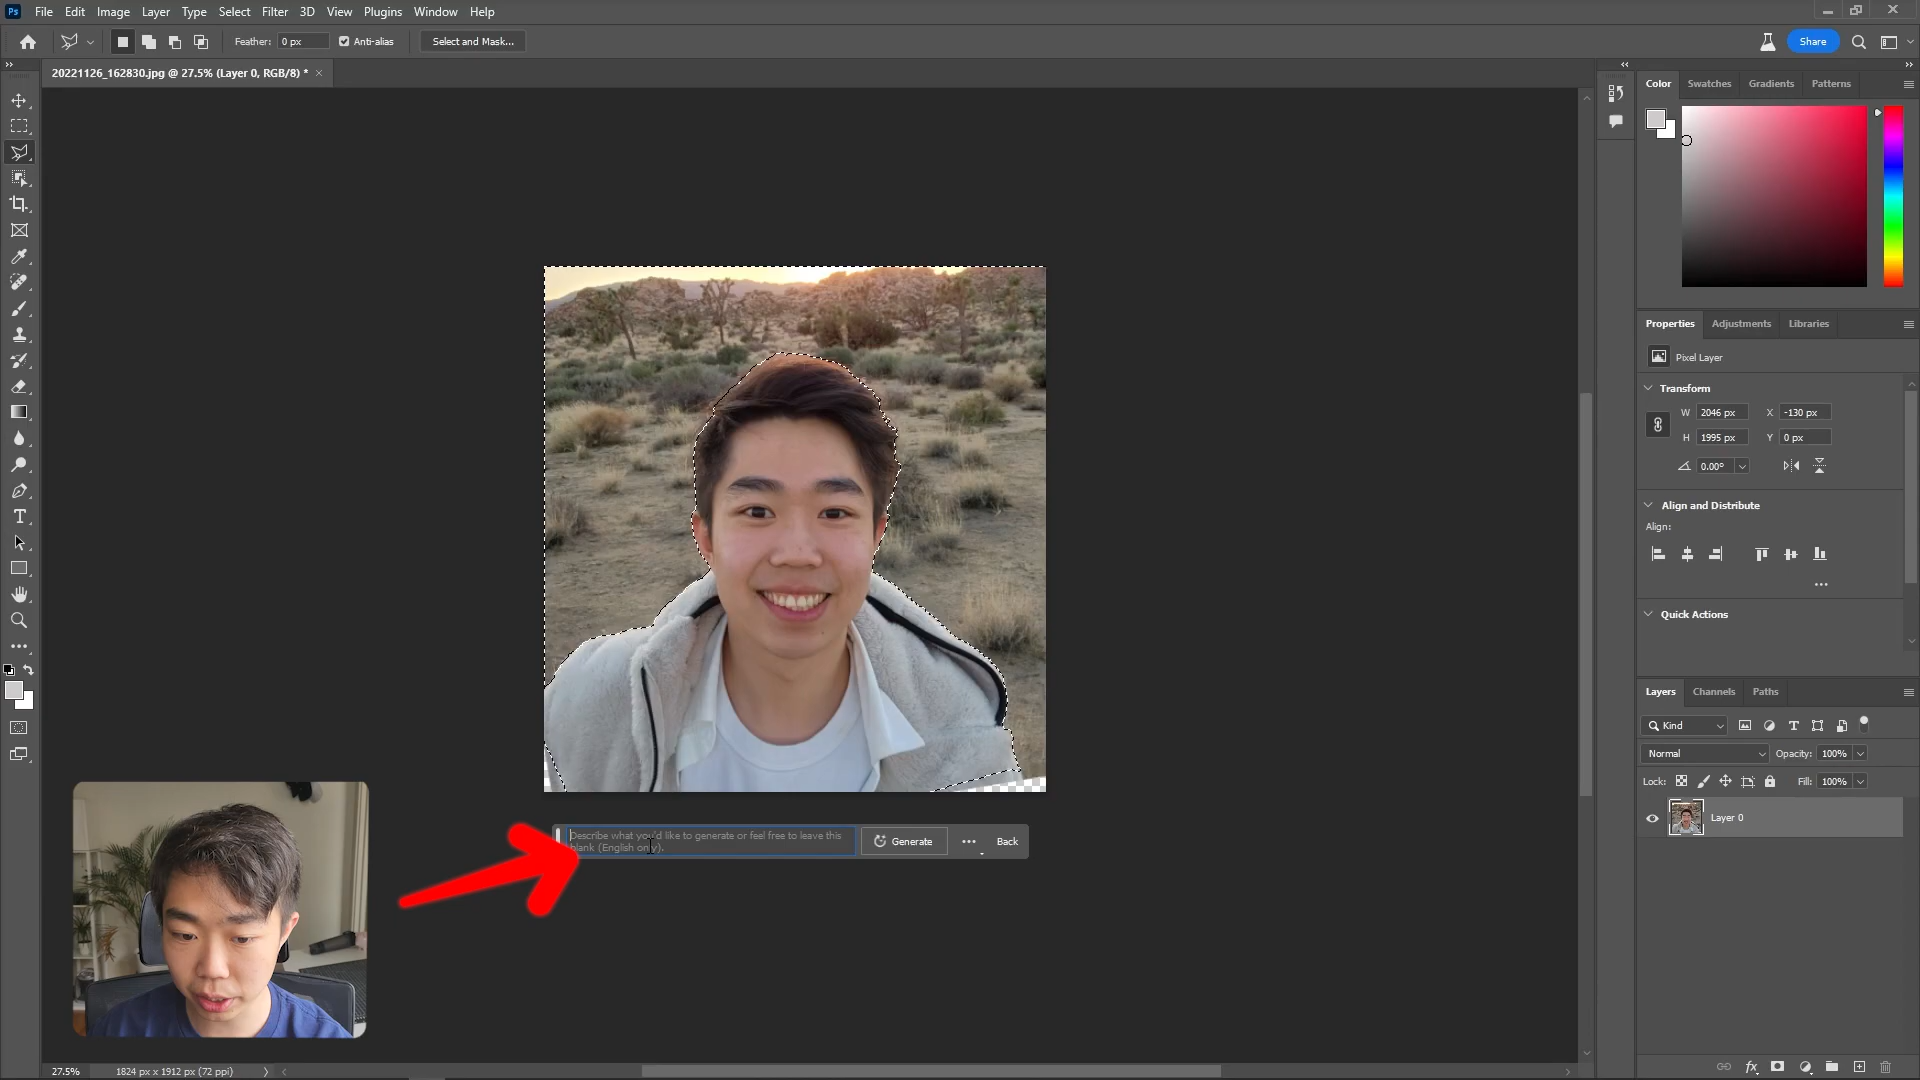 Ps File Edit Image Layer Type Select Filter 3D View Plugins Window Help
Feather: 0 px Anti-alias Select and Mask... Share
20221126_162830.jpg @ 27.5% (Layer 0, RGB/8) * ×
Color Swatches Gradients Patterns
Properties Adjustments Libraries
Pixel Layer
Transform
W 2046 px X -130 px
H 1995 px Y 0 px
0.00°
Align and Distribute
Align:
Quick Actions
Layers Channels Paths
Kind
Normal Opacity: 100%
Lock: Fill: 100%
Layer 0
Describe what you'd like to generate or feel free to leave this
blank (English only).
Generate Back
27.5% 1824 px x 1912 px (72 ppi)